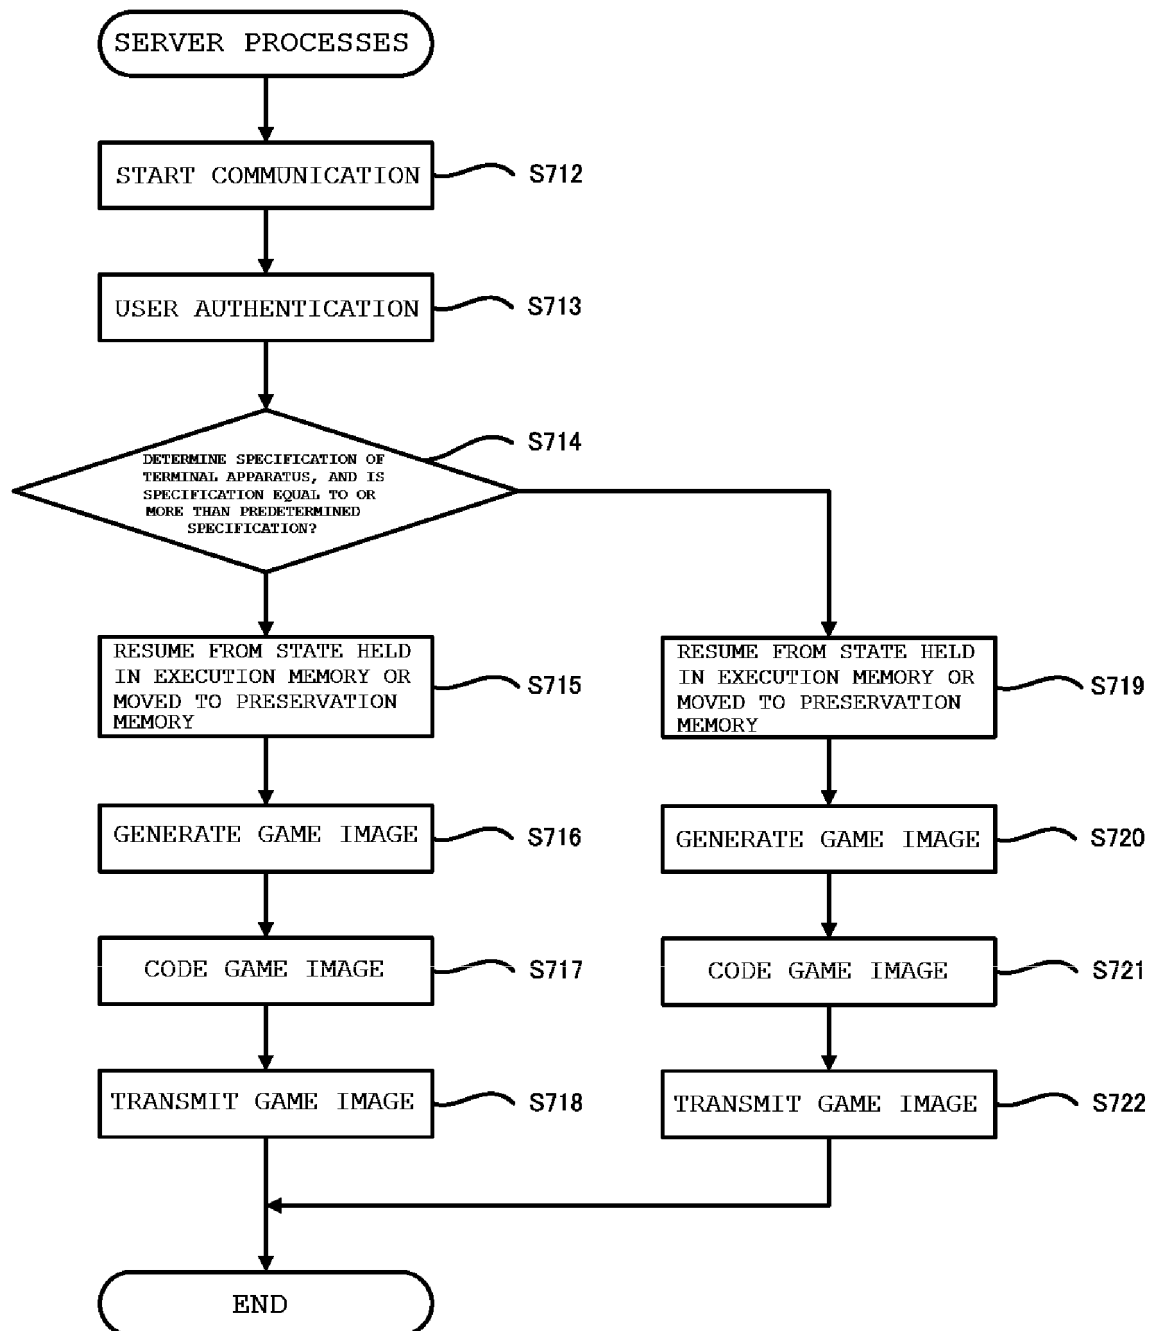 SERVER PROCESSES
START COMMUNICATION
S712
USER AUTHENTICATION
S713
DETERMINE SPECIFICATION OF
TERMINAL APPARATUS, AND IS
SPECIFICATION EQUAL TO OR
MORE THAN PREDETERMINED
SPECIFICATION?
S714
RESUME FROM STATE HELD
IN EXECUTION MEMORY OR
MOVED TO PRESERVATION
MEMORY
S715
GENERATE GAME IMAGE
S716
CODE GAME IMAGE
S717
TRANSMIT GAME IMAGE
S718
RESUME FROM STATE HELD
IN EXECUTION MEMORY OR
MOVED TO PRESERVATION
MEMORY
S719
GENERATE GAME IMAGE
S720
CODE GAME IMAGE
S721
TRANSMIT GAME IMAGE
S722
END